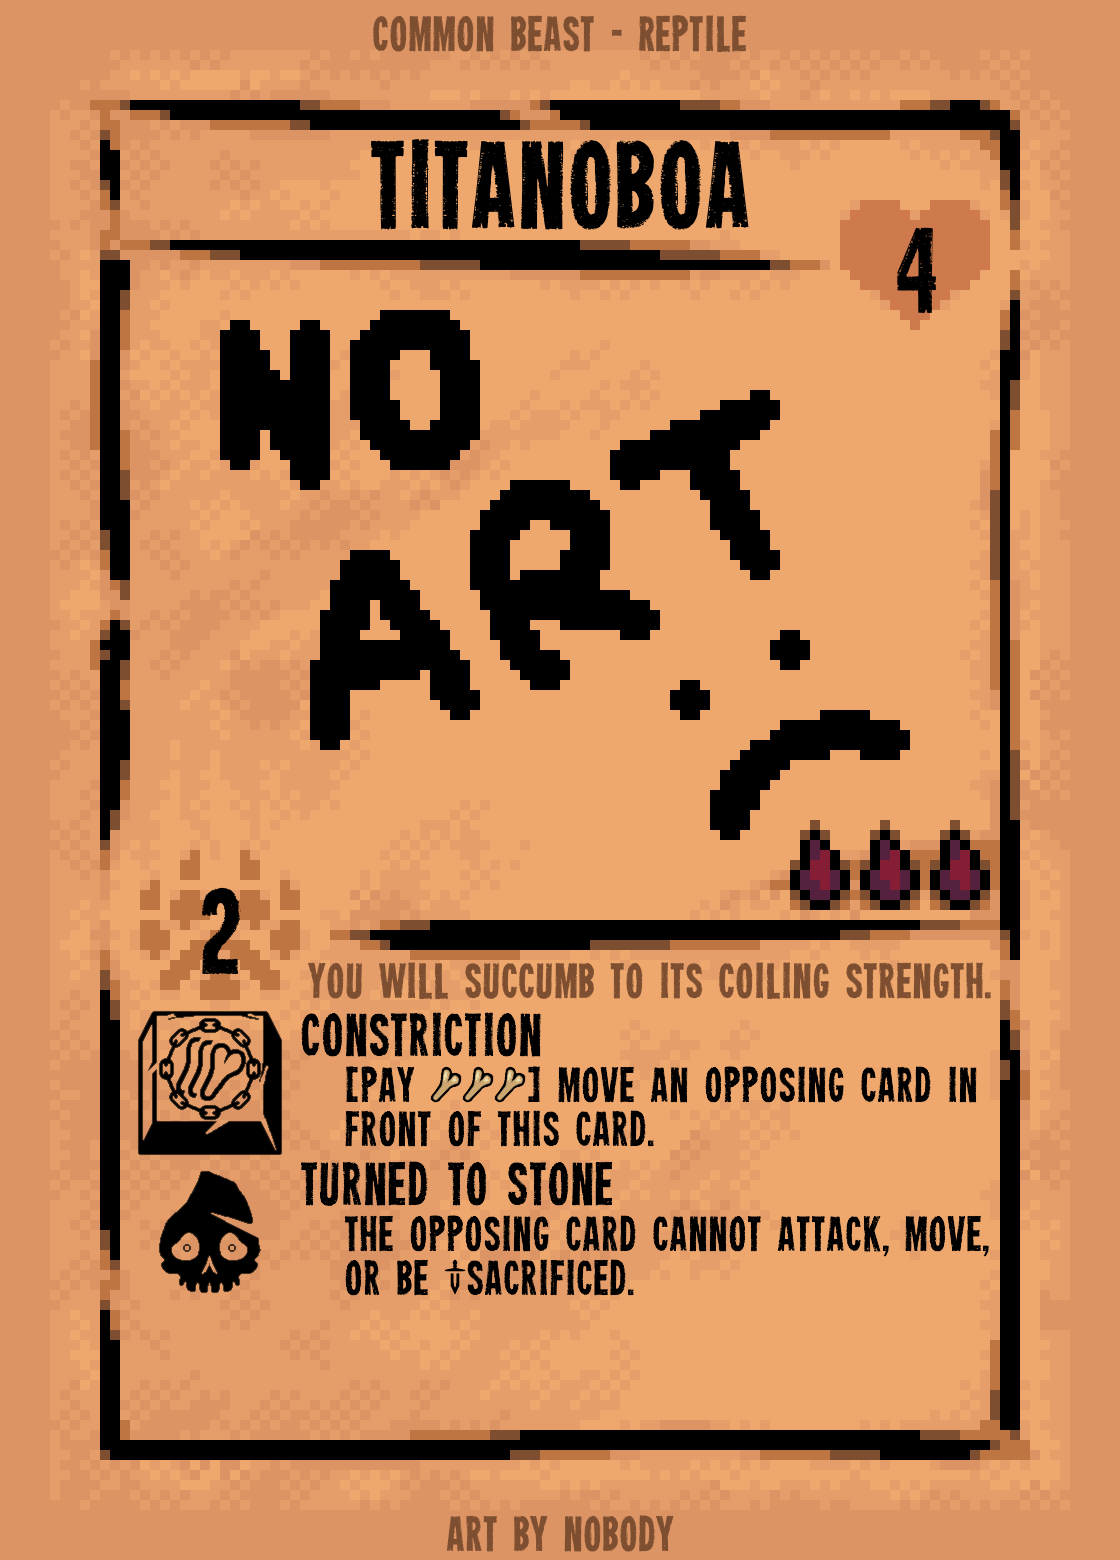 COMMON BEAST - REPTILE
TITANOBOA
4
NO
ART
2
YOU WILL SUCCUMB TO ITS COILING STRENGTH.
CONSTRICTION
[PAY 🦴🦴🦴] MOVE AN OPPOSING CARD IN
FRONT OF THIS CARD.
TURNED TO STONE
THE OPPOSING CARD CANNOT ATTACK, MOVE,
OR BE SACRIFICED.
ART BY NOBODY